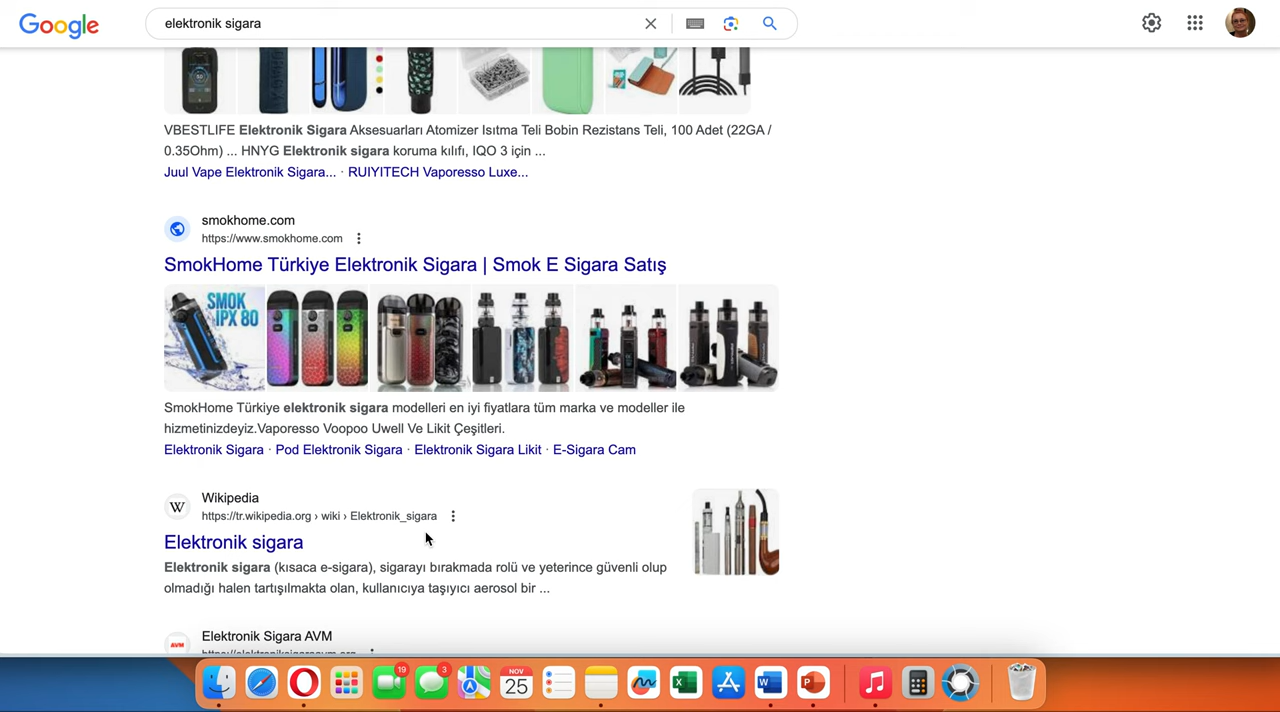 Google
elektronik sigara
VBESTLIFE Elektronik Sigara Aksesuarları Atomizer Isıtma Teli Bobin Rezistans Teli, 100 Adet (22GA /
0.35Ohm) ... HNYG Elektronik sigara koruma kılıfı, IQO 3 için ...
Juul Vape Elektronik Sigara... · RUIYITECH Vaporesso Luxe...
smokhome.com
https://www.smokhome.com
SmokHome Türkiye Elektronik Sigara | Smok E Sigara Satış
SMOK
IPX 80
SmokHome Türkiye elektronik sigara modelleri en iyi fiyatlara tüm marka ve modeller ile
hizmetinizdeyiz.Vaporesso Voopoo Uwell Ve Likit Çeşitleri.
Elektronik Sigara · Pod Elektronik Sigara · Elektronik Sigara Likit · E-Sigara Cam
W
Wikipedia
https://tr.wikipedia.org › wiki › Elektronik_sigara
Elektronik sigara
Elektronik sigara (kısaca e-sigara), sigarayı bırakmada rolü ve yeterince güvenli olup
olmadığı halen tartışılmakta olan, kullanıcıya taşıyıcı aerosol bir ...
AVM
Elektronik Sigara AVM
19
3
NOV
25